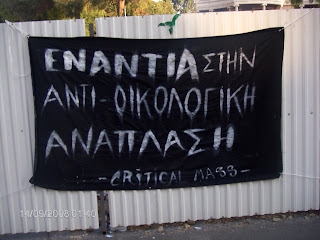 ΕΝΑΝΤΙΑ ΣΤΗΝ
ΑΝΤΙ-ΟΙΚΟΛΟΓΙΚΗ
ΑΝΑΠΛΑΣΗ
-CRITICAL MASS-
14/09/2008 01:40